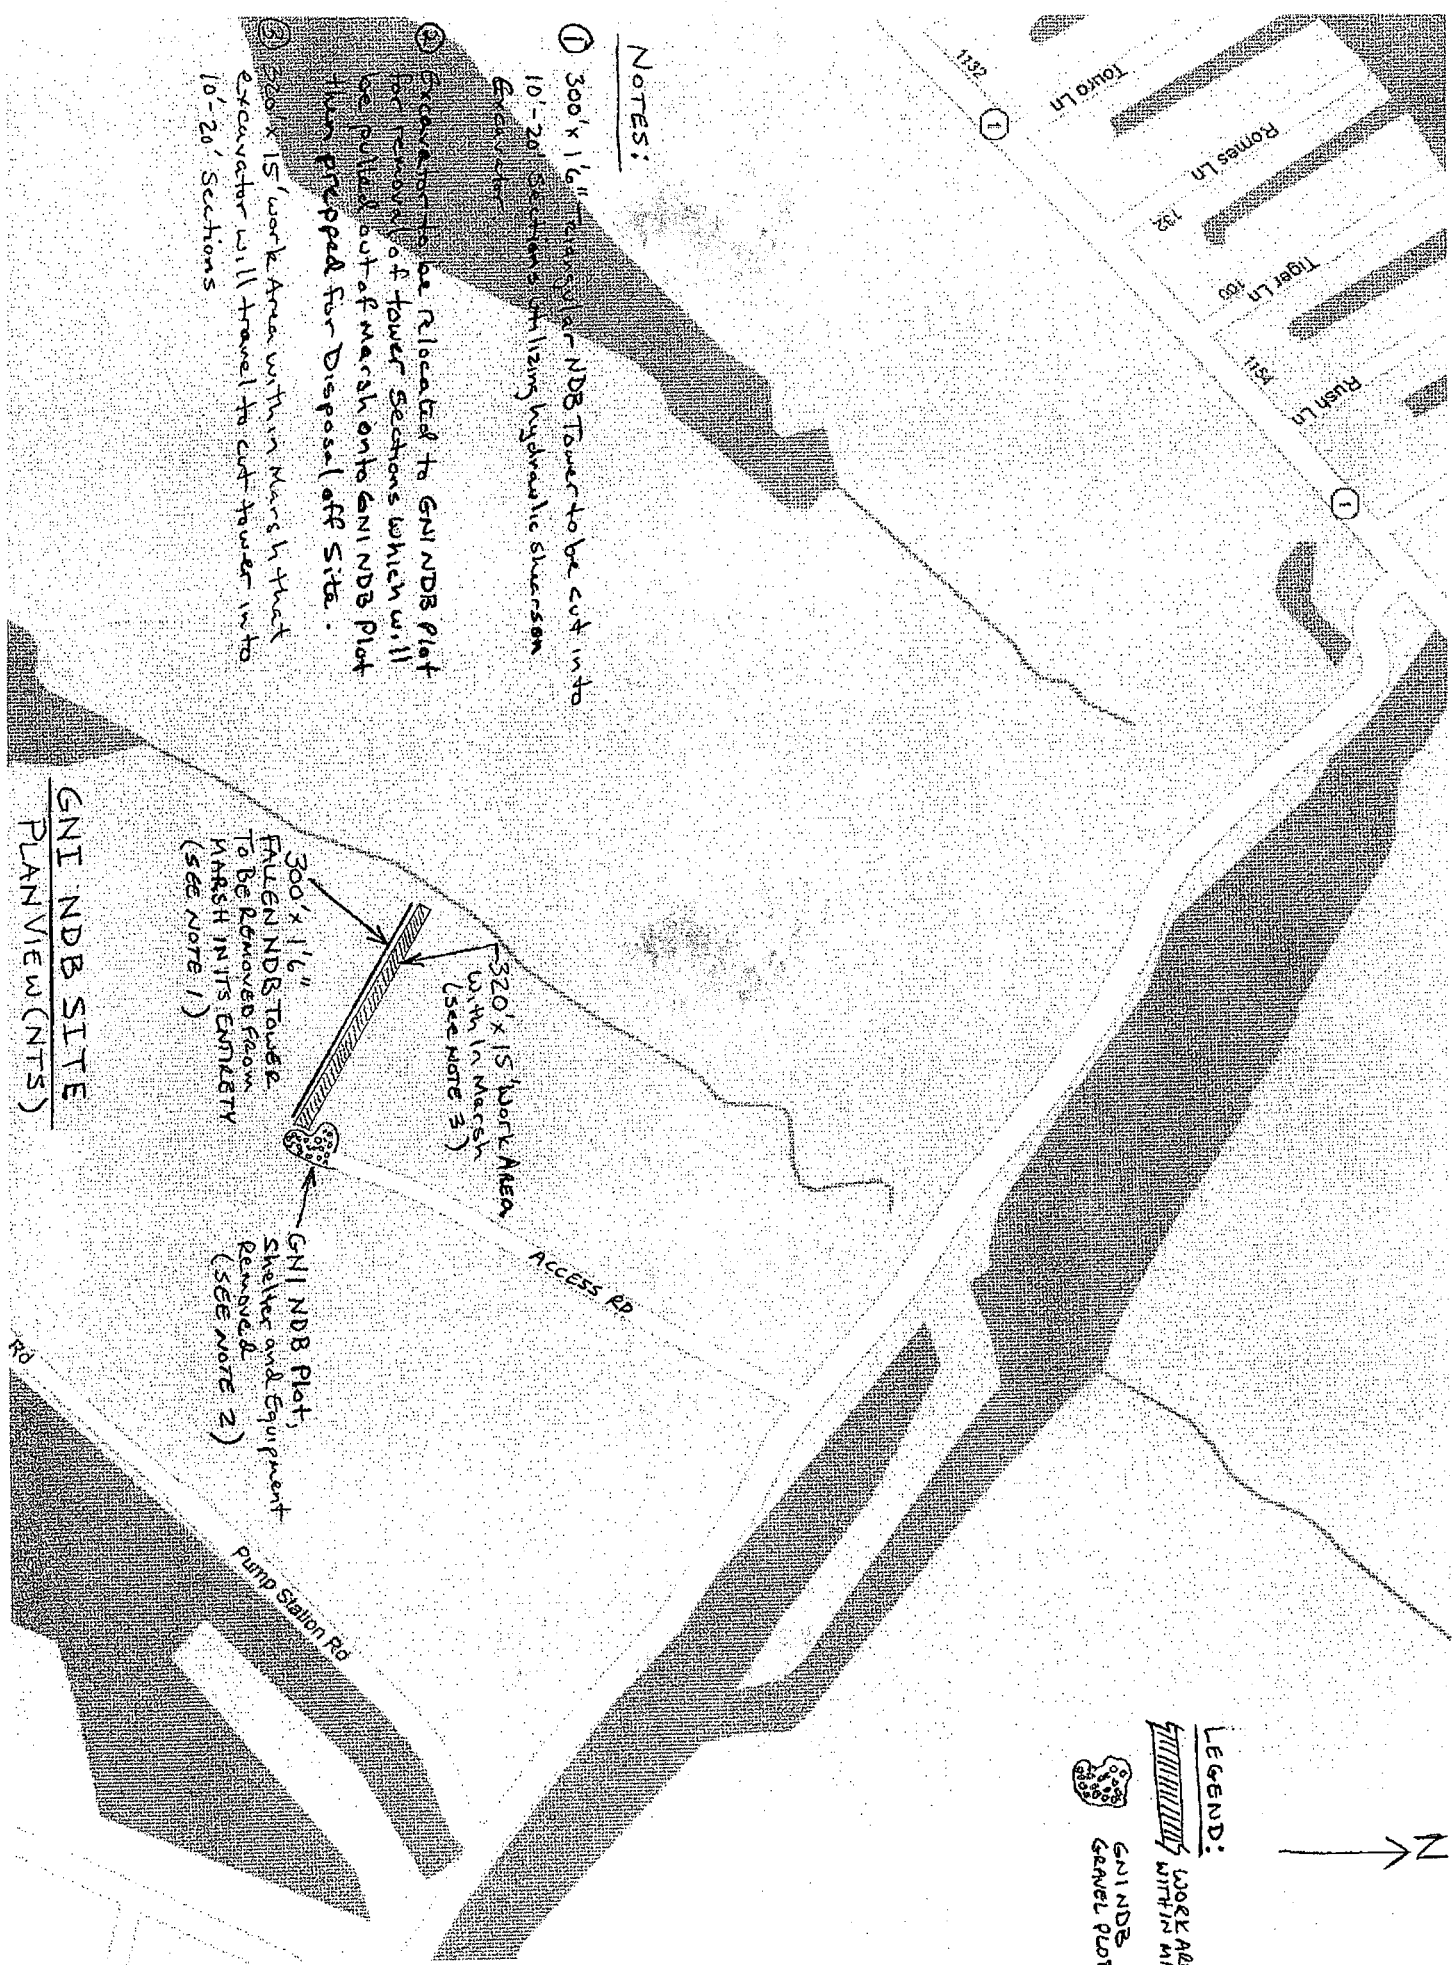 NOTES:
① 300' x 1'6" Triangular NDB Tower to be cut into
10'-20' sections utilizing hydraulic shears on
Excavator
② Excavator to be relocated to GNI NDB Plot
for removal of tower sections which will
be pulled out of marsh onto GNI NDB Plot
then prepped for Disposal off Site.
③ 320 x 15' work Area within Marsh that
excavator will travel to cut tower into
10'-20' Sections
1132
1
Touro Ln
Romes Ln
132
Tiger Ln
100
1154
Rush Ln
1
320' x 15' Work AREA
within Marsh
(see NOTE 3)
300' x 1'6"
FALLEN NDB TOWER
To BE REMOVED FROM
MARSH IN ITS ENTIRETY
(SEE NOTE 1)
ACCESS RD
GNI NDB Plot,
Shelter and Equipment
Removed
(SEE NOTE 2)
Pump Station Rd
Rd
GNI NDB SITE
PLAN VIEW (NTS)
N
LEGEND:
WORK
WITHIN
GNI NDB
GRAVEL PLOT